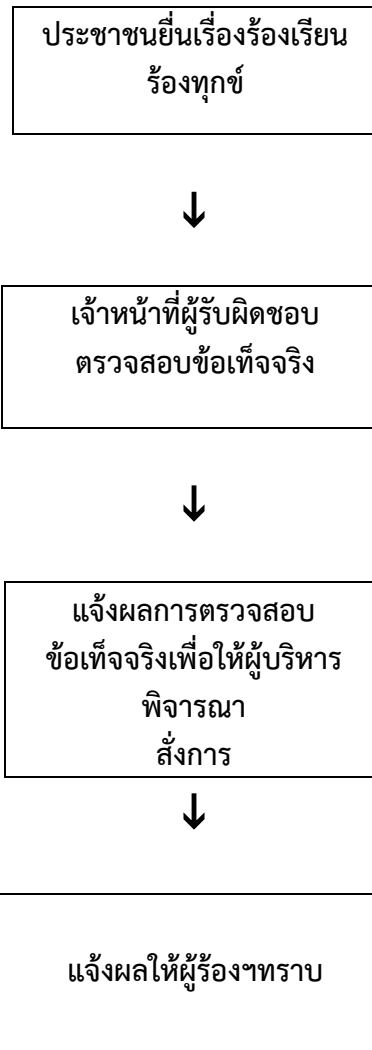 ประชาชนยื่นเรื่องร้องเรียน
ร้องทุกข์
↓
เจ้าหน้าที่ผู้รับผิดชอบ
ตรวจสอบข้อเท็จจริง
↓
แจ้งผลการตรวจสอบ
ข้อเท็จจริงเพื่อให้ผู้บริหาร
พิจารณา
สั่งการ
↓
แจ้งผลให้ผู้ร้องฯทราบ